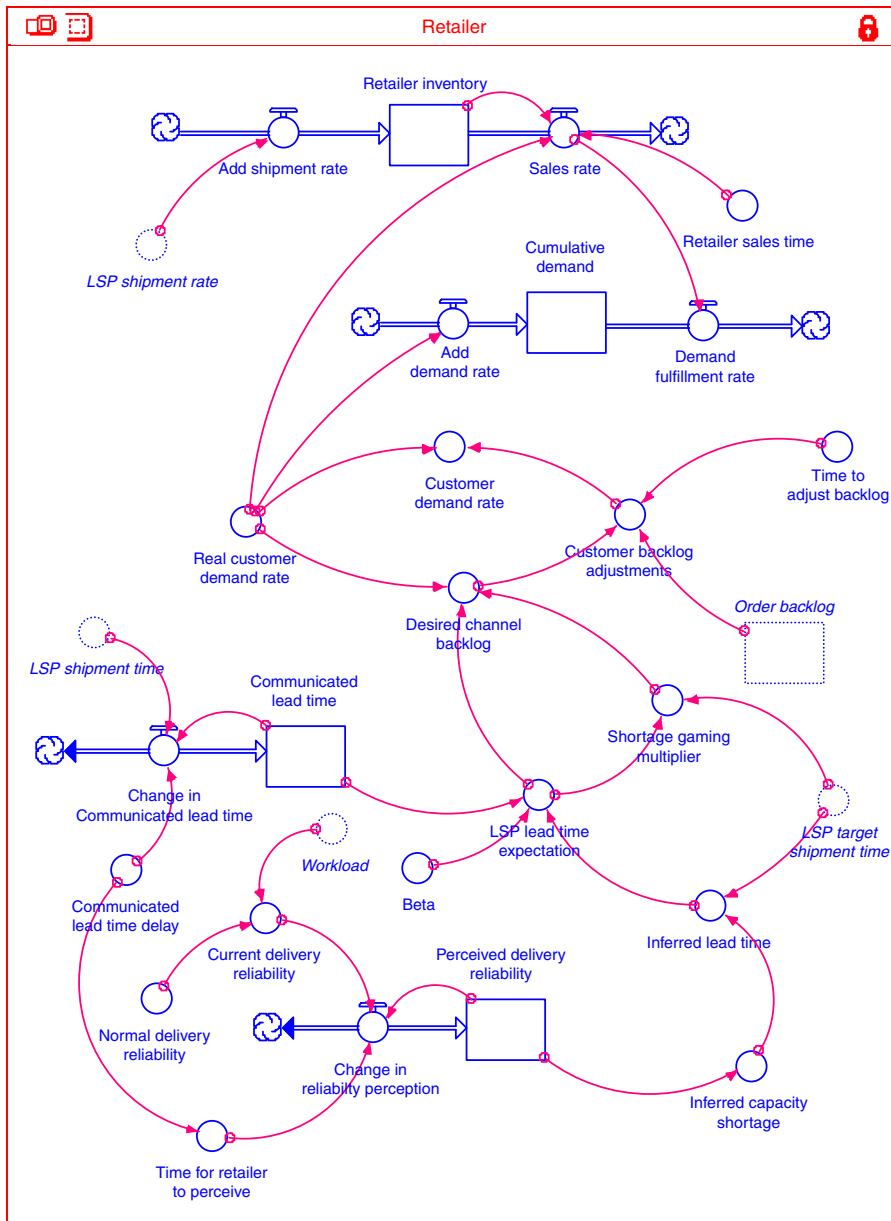 Retailer
Retailer inventory
Add shipment rate
Sales rate
LSP shipment rate
Retailer sales time
Cumulative
demand
Add
demand rate
Demand
fulfillment rate
Customer
demand rate
Time to
adjust backlog
Real customer
demand rate
Customer backlog
adjustments
Desired channel
backlog
Order backlog
LSP shipment time
Communicated
lead time
Shortage gaming
multiplier
Change in
Communicated lead time
LSP lead time
expectation
LSP target
shipment time
Workload
Communicated
lead time delay
Beta
Current delivery
reliability
Perceived delivery
reliability
Inferred lead time
Normal delivery
reliability
Change in
reliabilty perception
Inferred capacity
shortage
Time for retailer
to perceive